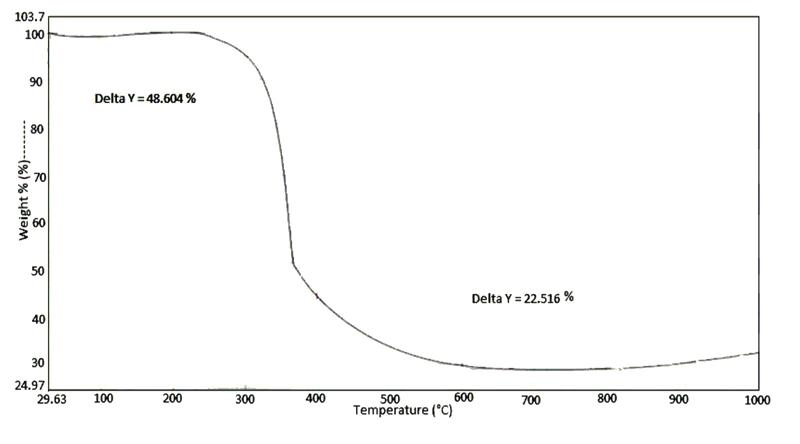 103.7
100
90
80
70
60
50
40
30
24.97
Weight % (%)--------
Delta Y = 48.604 %
Delta Y = 22.516 %
29.63 100 200 300 400 500 600 700 800 900 1000
Temperature (°C)